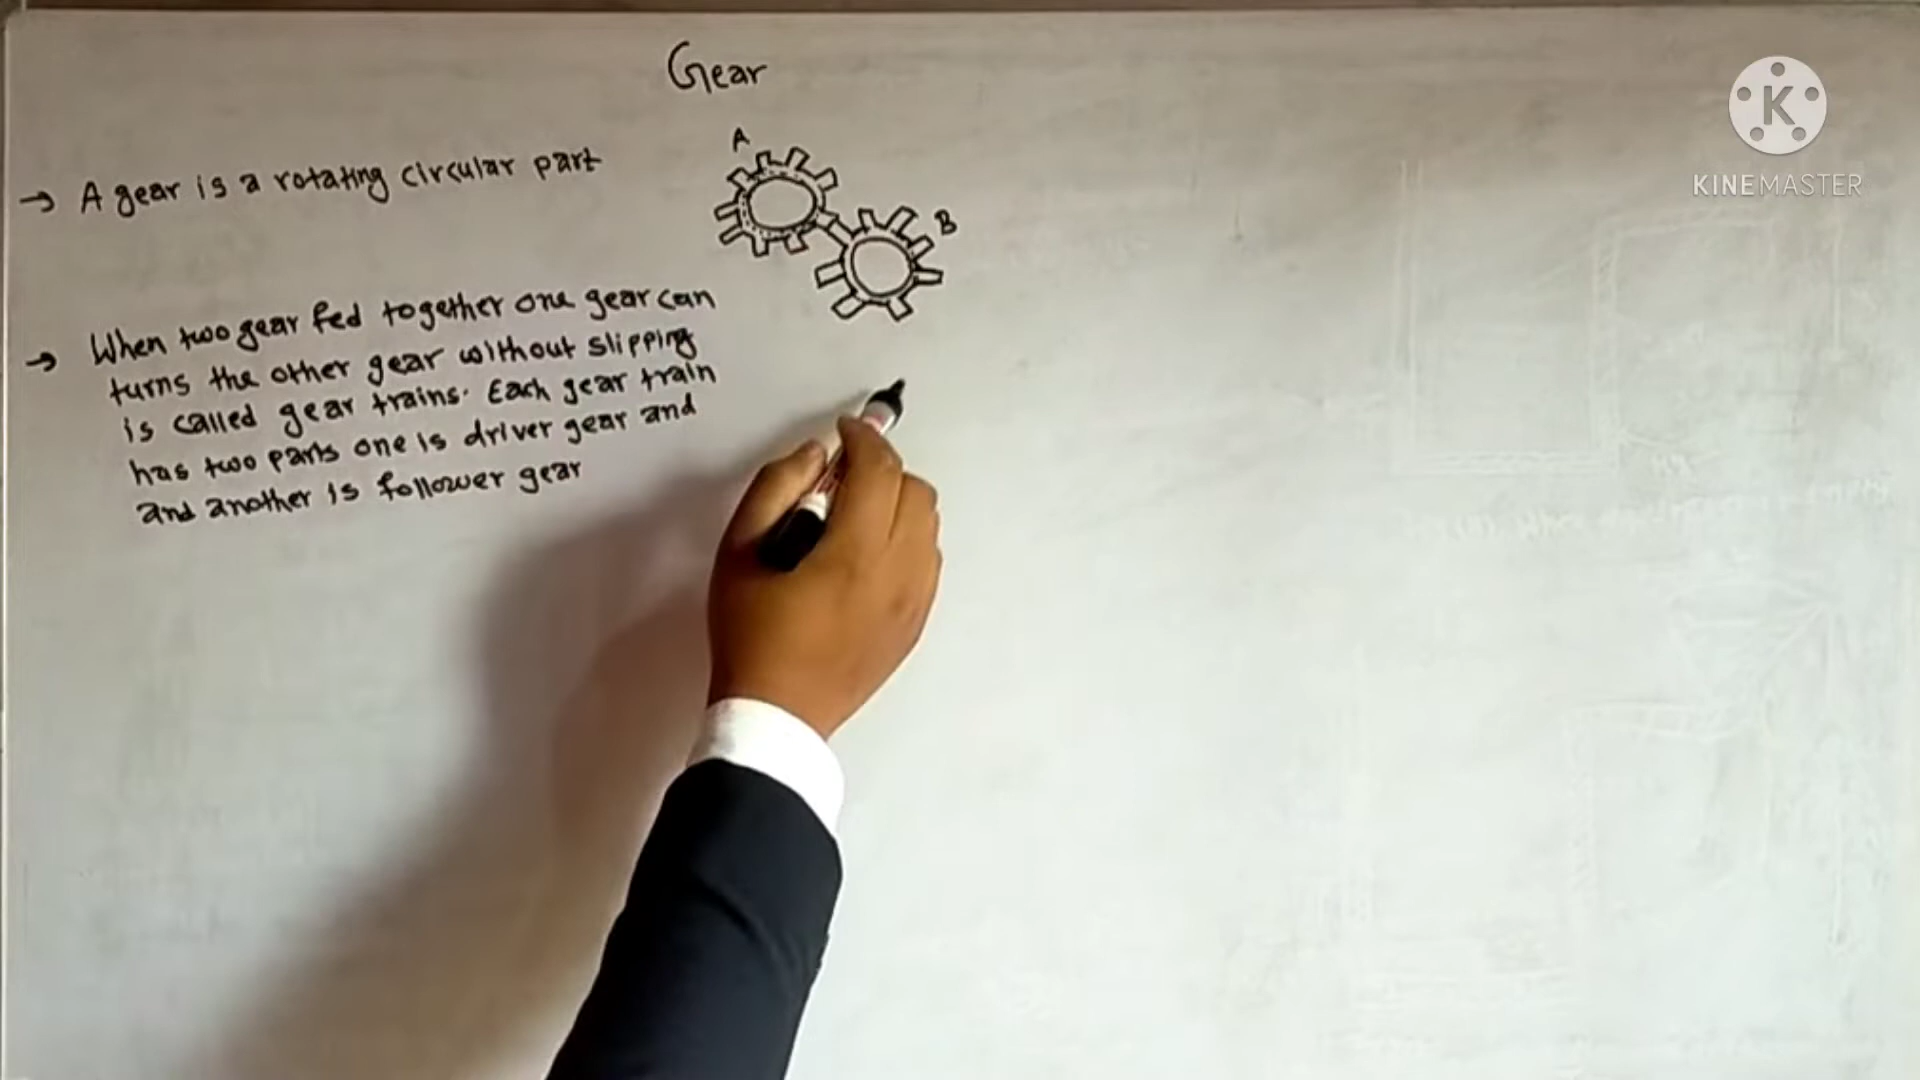 Gear
A
B
→ A gear is a rotating circular part
→ When two gear fed together one gear can
turns the other gear without slipping
is called gear trains. Each gear train
has two parts one is driver gear and
and another is follower gear
K
KINEMASTER